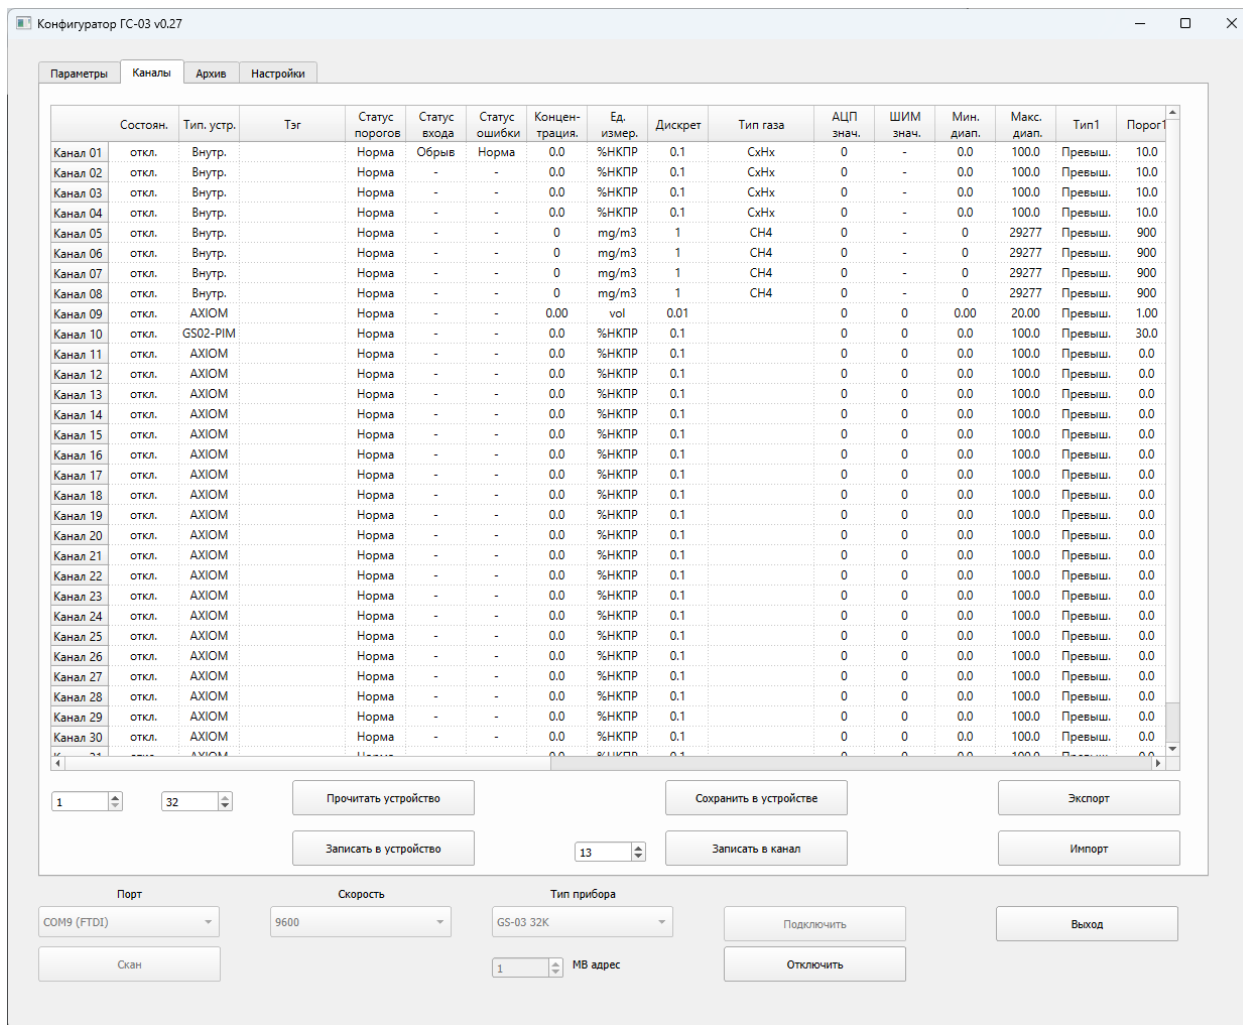 Конфигуратор ГС-03 v0.27
Параметры Каналы Архив Настройки
Состоян. Тип. устр. Тэг Статус порогов Статус входа Статус ошибки Концен-трация. Ед. измер. Дискрет Тип газа АЦП знач. ШИМ знач. Мин. диап. Макс. диап. Тип1 Порог1
Канал 01 откл. Внутр. Норма Обрыв Норма 0.0 %НКПР 0.1 CxHx 0 - 0.0 100.0 Превыш. 10.0
Канал 02 откл. Внутр. Норма - - 0.0 %НКПР 0.1 CxHx 0 - 0.0 100.0 Превыш. 10.0
Канал 03 откл. Внутр. Норма - - 0.0 %НКПР 0.1 CxHx 0 - 0.0 100.0 Превыш. 10.0
Канал 04 откл. Внутр. Норма - - 0.0 %НКПР 0.1 CxHx 0 - 0.0 100.0 Превыш. 10.0
Канал 05 откл. Внутр. Норма - - 0 mg/m3 1 CH4 0 - 0 29277 Превыш. 900
Канал 06 откл. Внутр. Норма - - 0 mg/m3 1 CH4 0 - 0 29277 Превыш. 900
Канал 07 откл. Внутр. Норма - - 0 mg/m3 1 CH4 0 - 0 29277 Превыш. 900
Канал 08 откл. Внутр. Норма - - 0 mg/m3 1 CH4 0 - 0 29277 Превыш. 900
Канал 09 откл. AXIOM Норма - - 0.00 vol 0.01 0 0 0.00 20.00 Превыш. 1.00
Канал 10 откл. GS02-PIM Норма - - 0.0 %НКПР 0.1 0 0 0.0 100.0 Превыш. 30.0
Канал 11 откл. AXIOM Норма - - 0.0 %НКПР 0.1 0 0 0.0 100.0 Превыш. 0.0
Канал 12 откл. AXIOM Норма - - 0.0 %НКПР 0.1 0 0 0.0 100.0 Превыш. 0.0
Канал 13 откл. AXIOM Норма - - 0.0 %НКПР 0.1 0 0 0.0 100.0 Превыш. 0.0
Канал 14 откл. AXIOM Норма - - 0.0 %НКПР 0.1 0 0 0.0 100.0 Превыш. 0.0
Канал 15 откл. AXIOM Норма - - 0.0 %НКПР 0.1 0 0 0.0 100.0 Превыш. 0.0
Канал 16 откл. AXIOM Норма - - 0.0 %НКПР 0.1 0 0 0.0 100.0 Превыш. 0.0
Канал 17 откл. AXIOM Норма - - 0.0 %НКПР 0.1 0 0 0.0 100.0 Превыш. 0.0
Канал 18 откл. AXIOM Норма - - 0.0 %НКПР 0.1 0 0 0.0 100.0 Превыш. 0.0
Канал 19 откл. AXIOM Норма - - 0.0 %НКПР 0.1 0 0 0.0 100.0 Превыш. 0.0
Канал 20 откл. AXIOM Норма - - 0.0 %НКПР 0.1 0 0 0.0 100.0 Превыш. 0.0
Канал 21 откл. AXIOM Норма - - 0.0 %НКПР 0.1 0 0 0.0 100.0 Превыш. 0.0
Канал 22 откл. AXIOM Норма - - 0.0 %НКПР 0.1 0 0 0.0 100.0 Превыш. 0.0
Канал 23 откл. AXIOM Норма - - 0.0 %НКПР 0.1 0 0 0.0 100.0 Превыш. 0.0
Канал 24 откл. AXIOM Норма - - 0.0 %НКПР 0.1 0 0 0.0 100.0 Превыш. 0.0
Канал 25 откл. AXIOM Норма - - 0.0 %НКПР 0.1 0 0 0.0 100.0 Превыш. 0.0
Канал 26 откл. AXIOM Норма - - 0.0 %НКПР 0.1 0 0 0.0 100.0 Превыш. 0.0
Канал 27 откл. AXIOM Норма - - 0.0 %НКПР 0.1 0 0 0.0 100.0 Превыш. 0.0
Канал 28 откл. AXIOM Норма - - 0.0 %НКПР 0.1 0 0 0.0 100.0 Превыш. 0.0
Канал 29 откл. AXIOM Норма - - 0.0 %НКПР 0.1 0 0 0.0 100.0 Превыш. 0.0
Канал 30 откл. AXIOM Норма - - 0.0 %НКПР 0.1 0 0 0.0 100.0 Превыш. 0.0
1 32 Прочитать устройство Сохранить в устройстве Экспорт
Записать в устройство 13 Записать в канал Импорт
Порт Скорость Тип прибора
COM9 (FTDI) 9600 GS-03 32K Подключить Выход
Скан 1 MB адрес Отключить